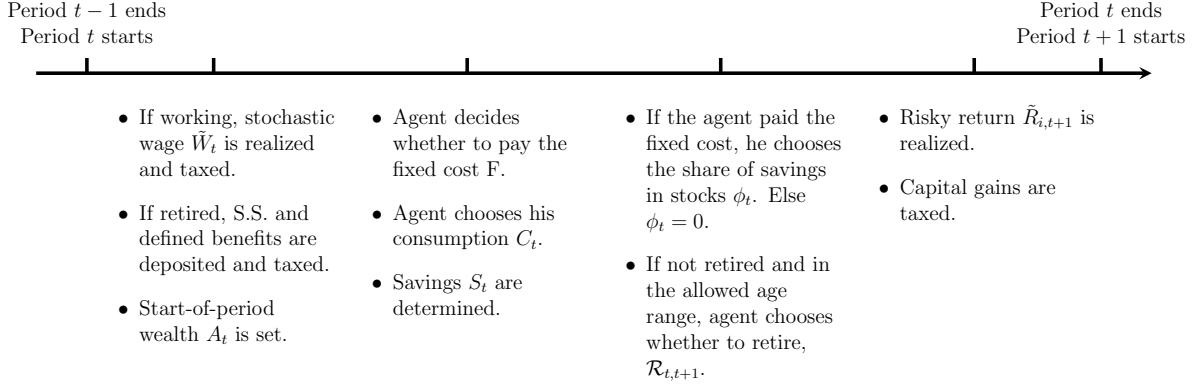 Period t − 1 ends
Period t starts
Period t ends
Period t + 1 starts
• If working, stochastic
wage W̃ₜ is realized
and taxed.
• If retired, S.S. and
defined benefits are
deposited and taxed.
• Start-of-period
wealth Aₜ is set.
• Agent decides
whether to pay the
fixed cost F.
• Agent chooses his
consumption Cₜ.
• Savings Sₜ are
determined.
• If the agent paid the
fixed cost, he chooses
the share of savings
in stocks ϕₜ. Else
ϕₜ = 0.
• If not retired and in
the allowed age
range, agent chooses
whether to retire,
ℛₜ,ₜ₊₁.
• Risky return R̃ᵢ,ₜ₊₁ is
realized.
• Capital gains are
taxed.